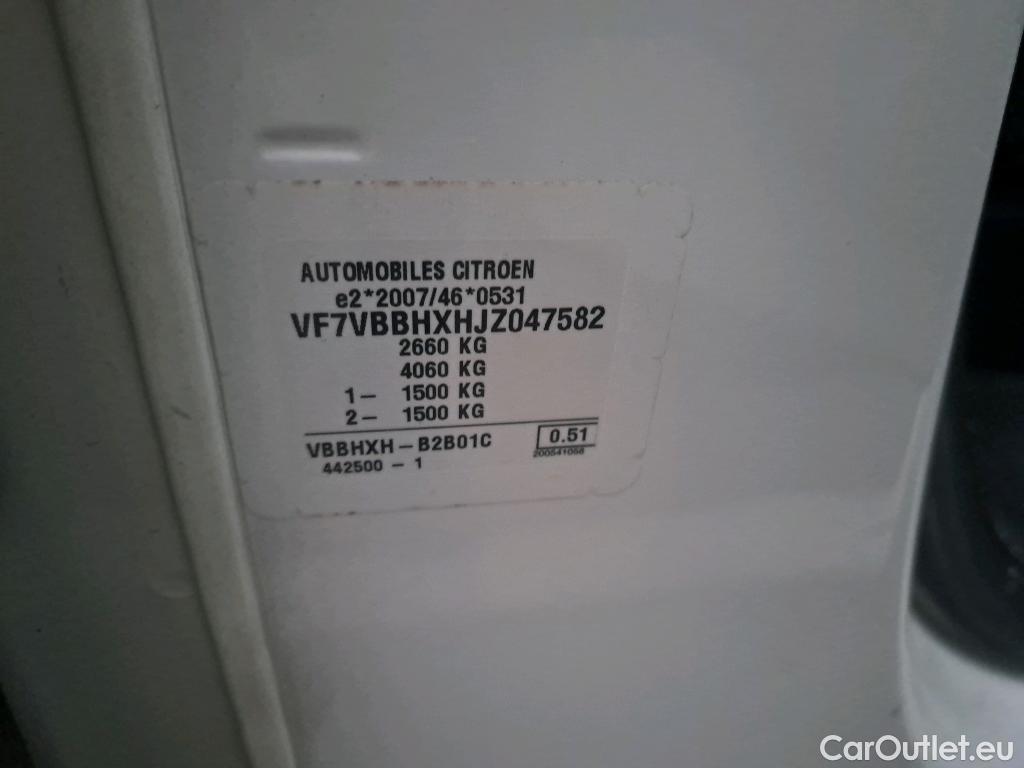 AUTOMOBILES CITROEN
e2*2007/46*0531
VF7VBBHXHJZ047582
2660 KG
4060 KG
1- 1500 KG
2- 1500 KG
VBBHXH-B2B01C 0.51
200541056
442500-1
CarOutlet.eu